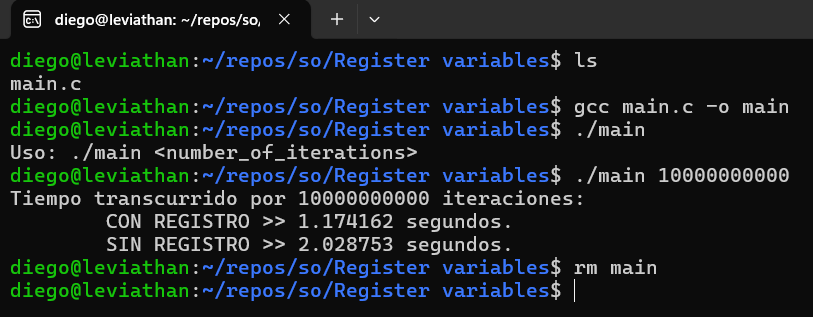 diego@leviathan: ~/repos/so/
diego@leviathan:~/repos/so/Register variables$ ls
main.c
diego@leviathan:~/repos/so/Register variables$ gcc main.c -o main
diego@leviathan:~/repos/so/Register variables$ ./main
Uso: ./main <number_of_iterations>
diego@leviathan:~/repos/so/Register variables$ ./main 10000000000
Tiempo transcurrido por 10000000000 iteraciones:
        CON REGISTRO >> 1.174162 segundos.
        SIN REGISTRO >> 2.028753 segundos.
diego@leviathan:~/repos/so/Register variables$ rm main
diego@leviathan:~/repos/so/Register variables$